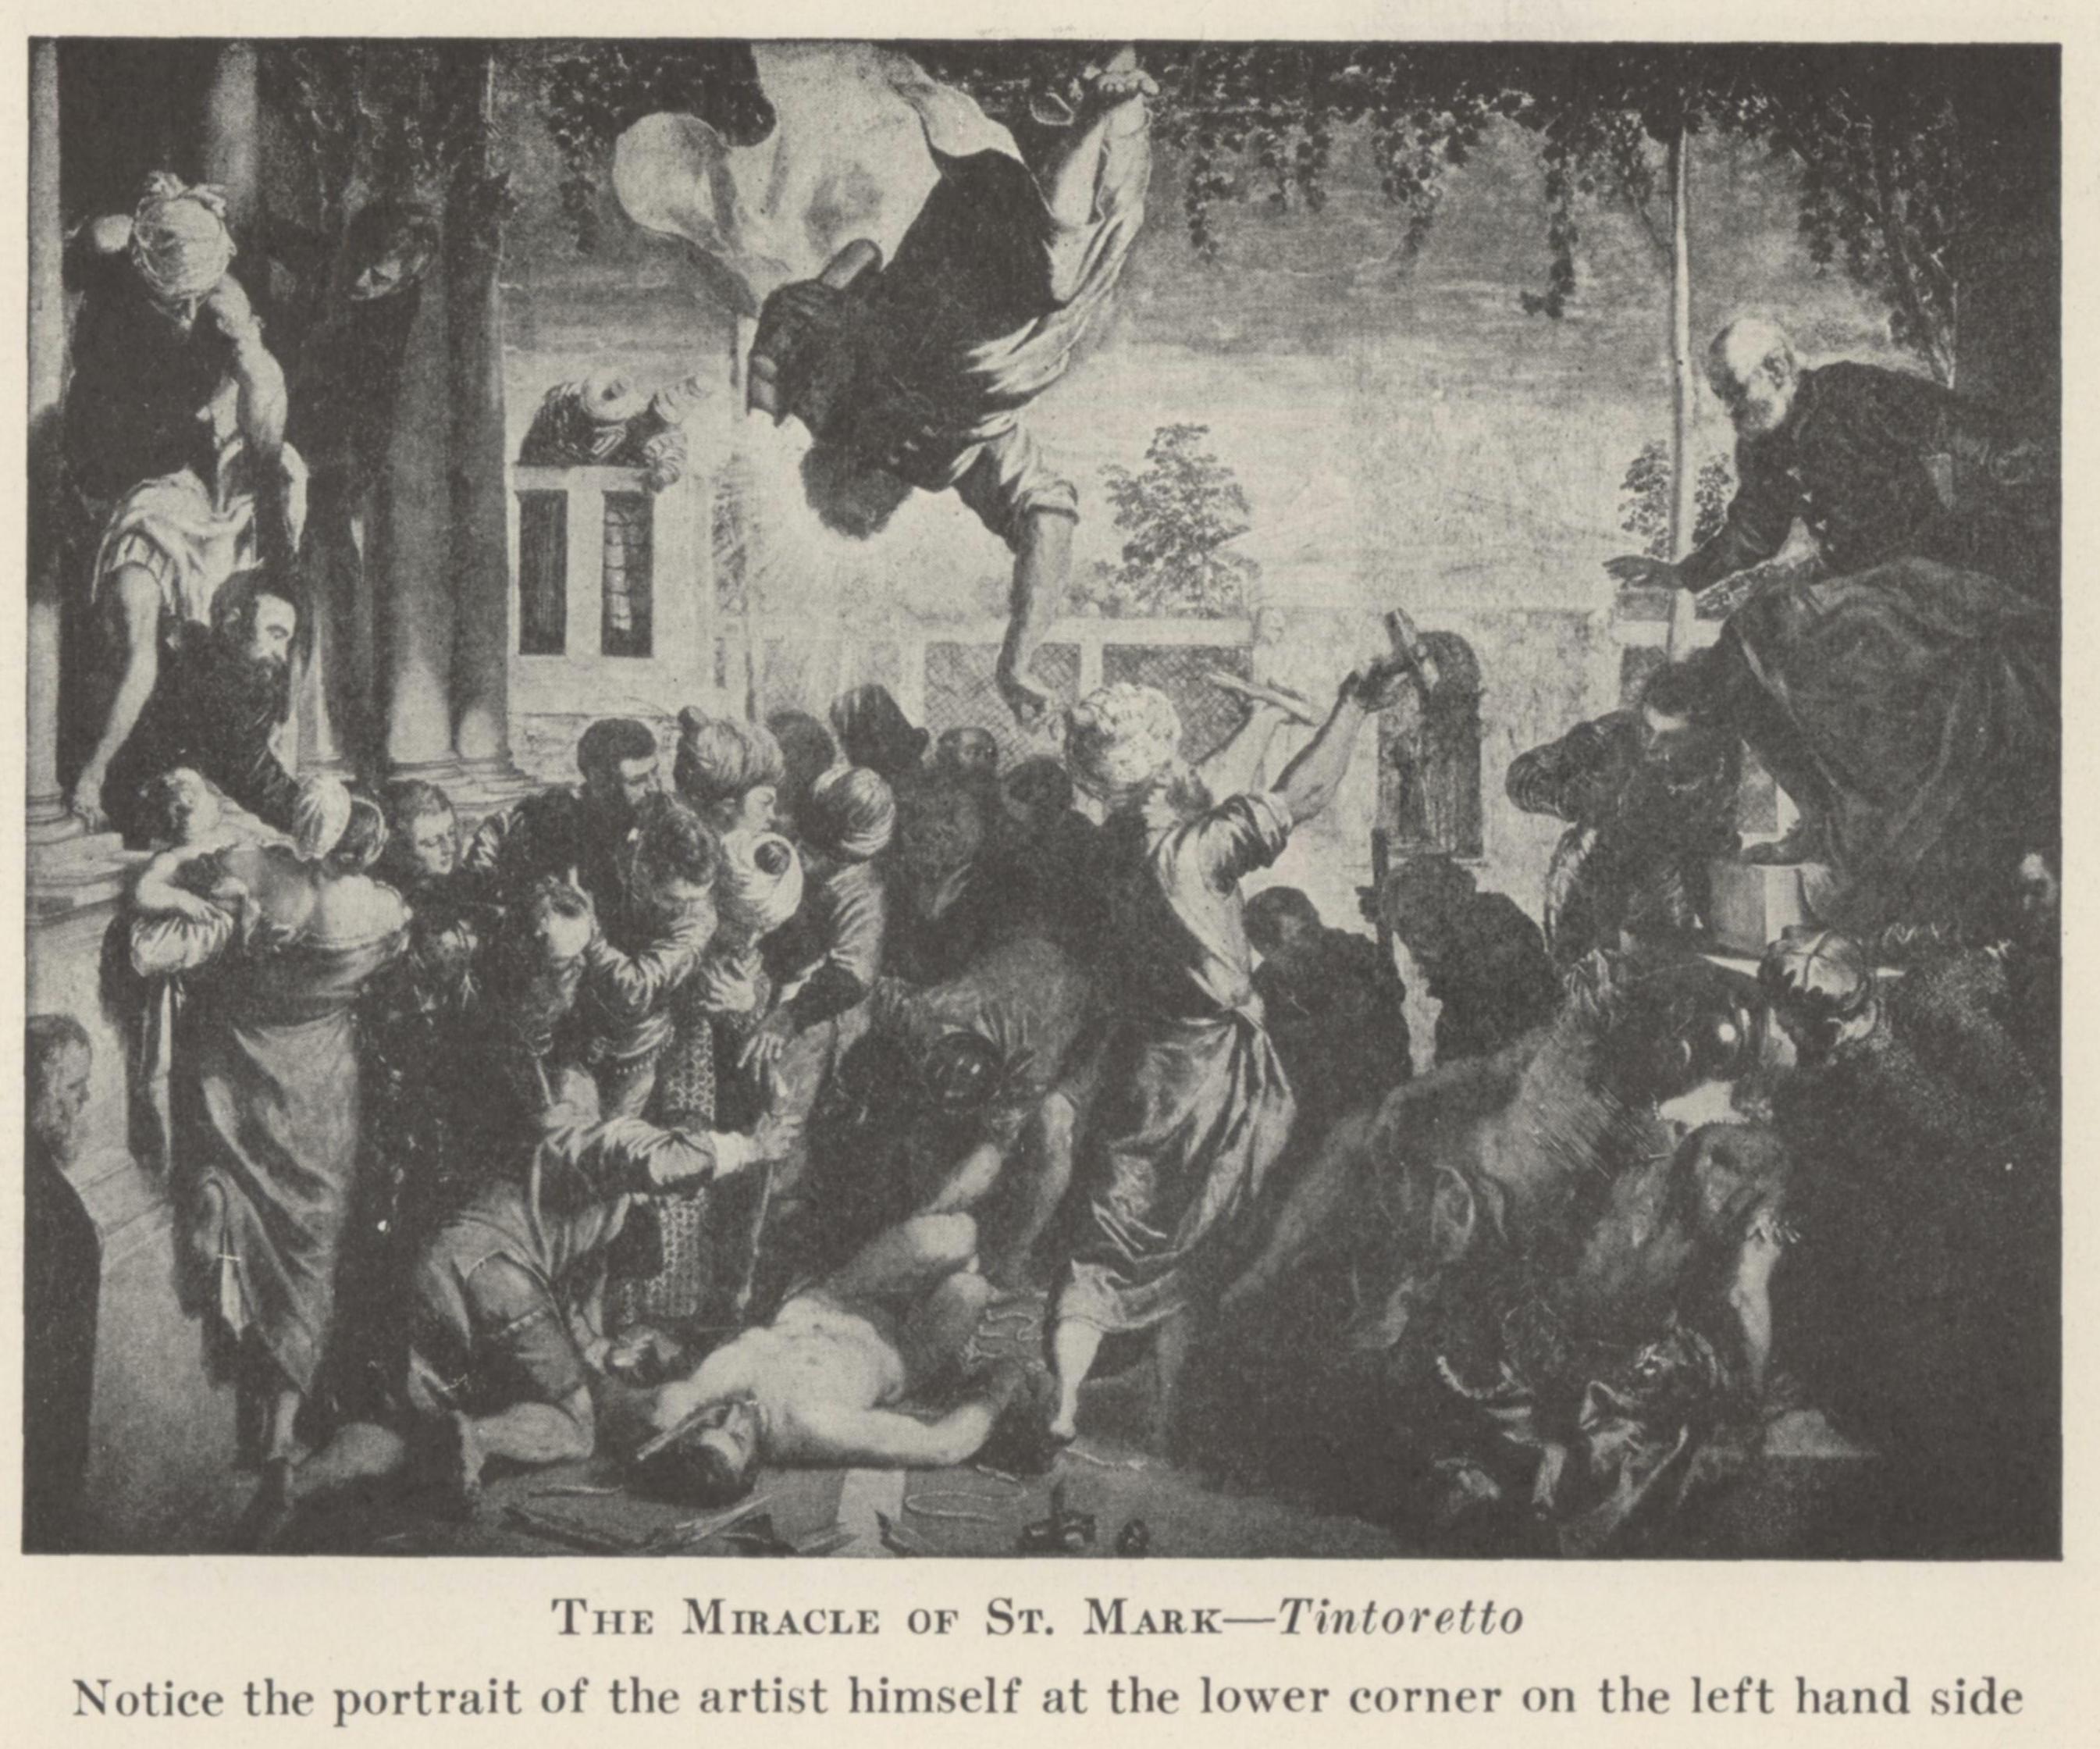 The Miracle of St. Mark—Tintoretto
Notice the portrait of the artist himself at the lower corner on the left hand side